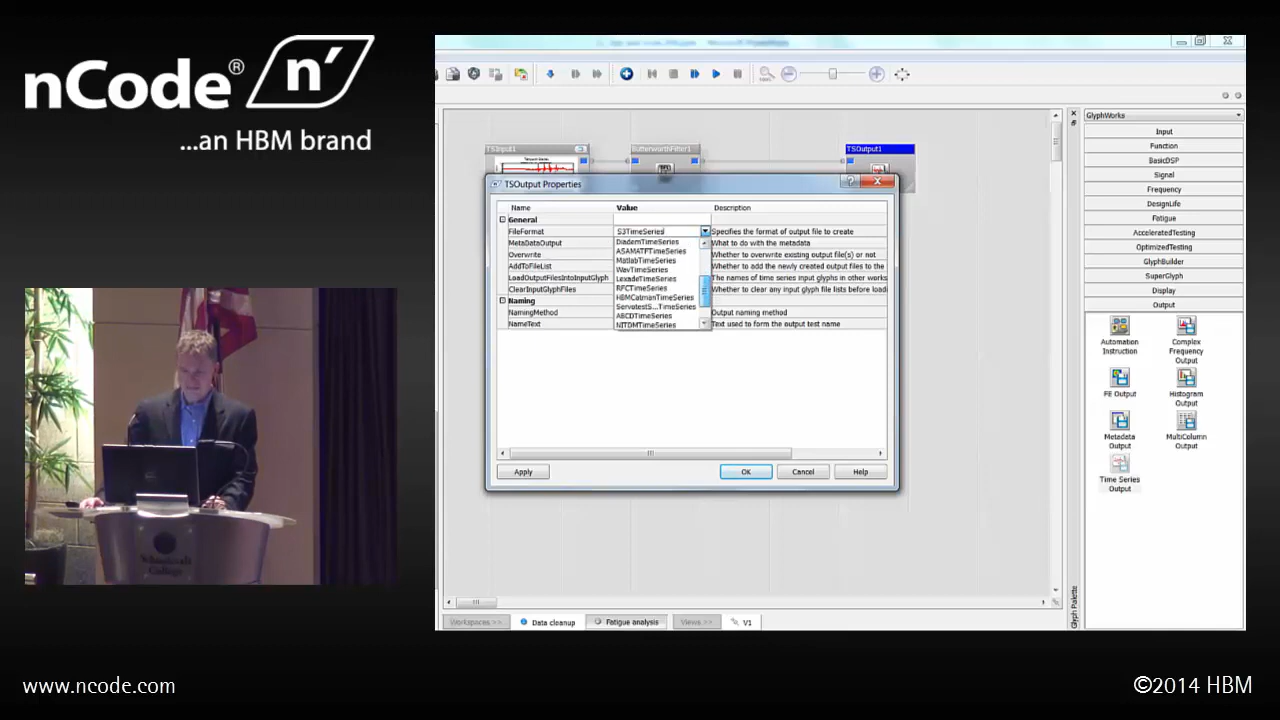 nCode® n'
...an HBM brand
GlyphWorks
Input
Function
BasicDSP
Signal
Frequency
DesignLife
Fatigue
AcceleratedTesting
OptimizedTesting
GlyphBuilder
SuperGlyph
Display
Output
Automation Instruction
Complex Frequency Output
FE Output
Histogram Output
Metadata Output
MultiColumn Output
Time Series Output
Glyph Palette
TSInput1
ButterworthFilter1
TSOutput1
TSOutput Properties
Name Value Description
General
FileFormat S3TimeSeries Specifies the format of output file to create
MetaDataOutput What to do with the metadata
Overwrite Whether to overwrite existing output file(s) or not
AddToFileList Whether to add the newly created output files to the
LoadOutputFilesIntoInputGlyph The names of time series input glyphs in other works
ClearInputGlyphFiles Whether to clear any input glyph file lists before load
Naming
NamingMethod Output naming method
NameText Text used to form the output test name
DiademTimeSeries
ASAMATFTimeSeries
MatlabTimeSeries
WavTimeSeries
LexadeTimeSeries
RFCTimeSeries
HBMCatmanTimeSeries
Servotest5...TimeSeries
ABCDTimeSeries
NITDMTimeSeries
Apply OK Cancel Help
Workspaces >> Data cleanup Fatigue analysis Views >> V1
Schoolcraft
College
www.ncode.com
©2014 HBM